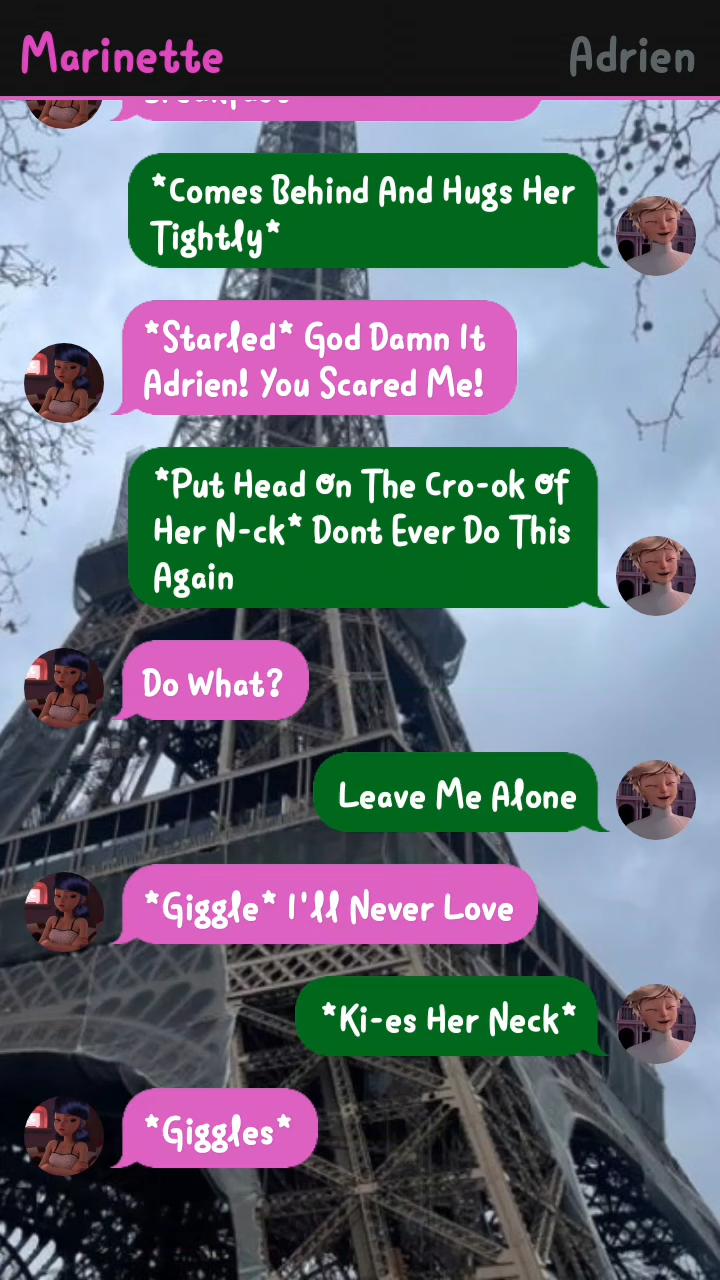 Marinette
Adrien
*Comes Behind And Hugs Her
Tightly*
*Starled* God Damn It
Adrien! You Scared Me!
*Put Head On The Cro-ok Of
Her N-ck* Dont Ever Do This
Again
Do What?
Leave Me Alone
*Giggle* I'll Never Love
*Ki-es Her Neck*
*Giggles*